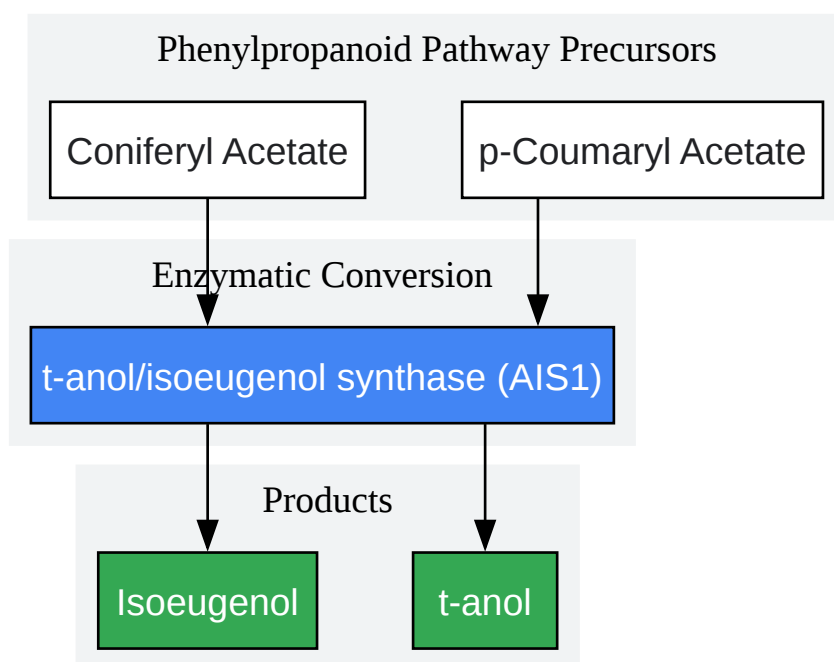 Phenylpropanoid Pathway Precursors
Coniferyl Acetate
p-Coumaryl Acetate
Enzymatic Conversion
t-anol/isoeugenol synthase (AIS1)
Products
Isoeugenol
t-anol